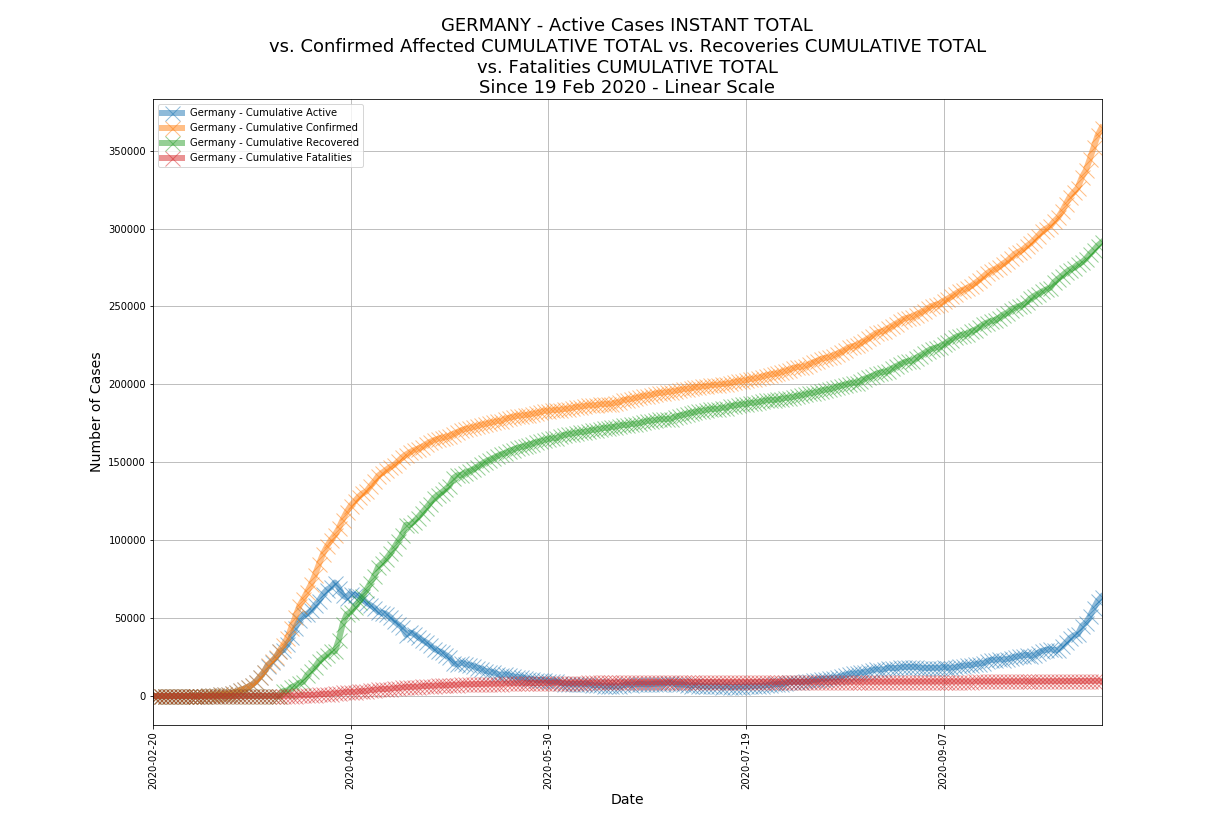 GERMANY - Active Cases INSTANT TOTAL
vs. Confirmed Affected CUMULATIVE TOTAL vs. Recoveries CUMULATIVE TOTAL
vs. Fatalities CUMULATIVE TOTAL
Since 19 Feb 2020 - Linear Scale
Germany - Cumulative Active
Germany - Cumulative Confirmed
Germany - Cumulative Recovered
Germany - Cumulative Fatalities
Number of Cases
350000
300000
250000
200000
150000
100000
50000
0
2020-02-20
2020-04-10
2020-05-30
2020-07-19
2020-09-07
Date